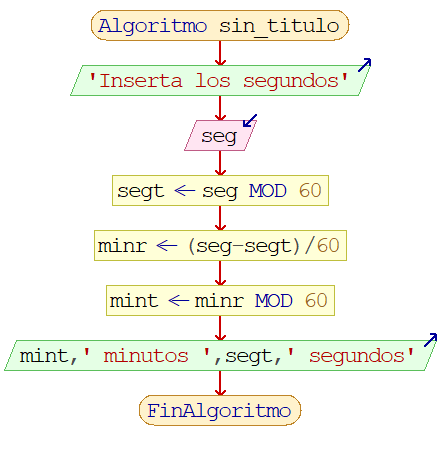 Algoritmo sin_titulo
'Inserta los segundos'
seg
segt ← seg MOD 60
minr ← (seg-segt)/60
mint ← minr MOD 60
mint,' minutos ',segt,' segundos'
FinAlgoritmo